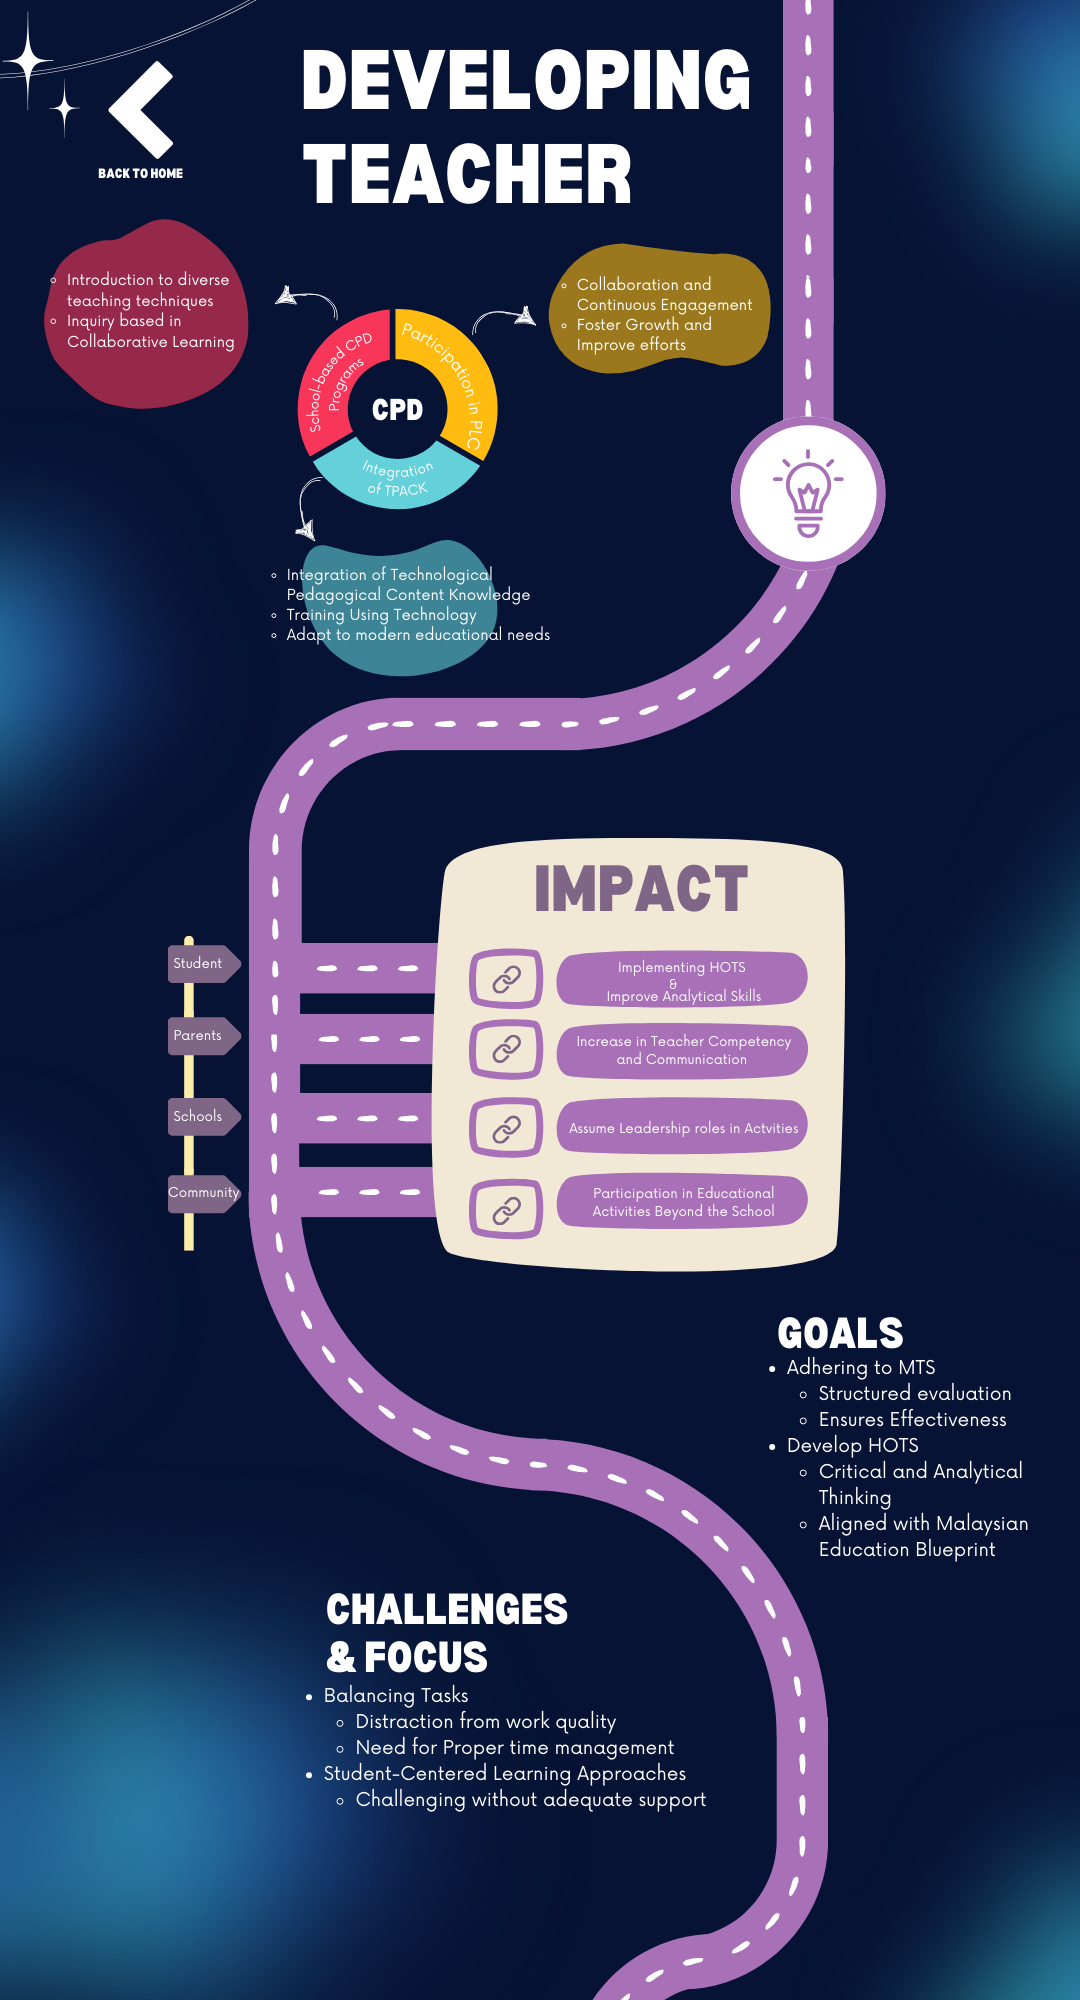 DEVELOPING
TEACHER
BACK TO HOME
Introduction to diverse
teaching techniques
Inquiry based in
Collaborative Learning
Collaboration and
Continuous Engagement
Foster Growth and
Improve efforts
School-based CPD
Programs
Participation in PLC
CPD
Integration
of TPACK
Integration of Technological
Pedagogical Content Knowledge
Training Using Technology
Adapt to modern educational needs
IMPACT
Student
Implementing HOTS
&
Improve Analytical Skills
Parents
Increase in Teacher Competency
and Communication
Schools
Assume Leadership roles in Actvities
Community
Participation in Educational
Activities Beyond the School
GOALS
Adhering to MTS
Structured evaluation
Ensures Effectiveness
Develop HOTS
Critical and Analytical
Thinking
Aligned with Malaysian
Education Blueprint
CHALLENGES
& FOCUS
Balancing Tasks
Distraction from work quality
Need for Proper time management
Student-Centered Learning Approaches
Challenging without adequate support